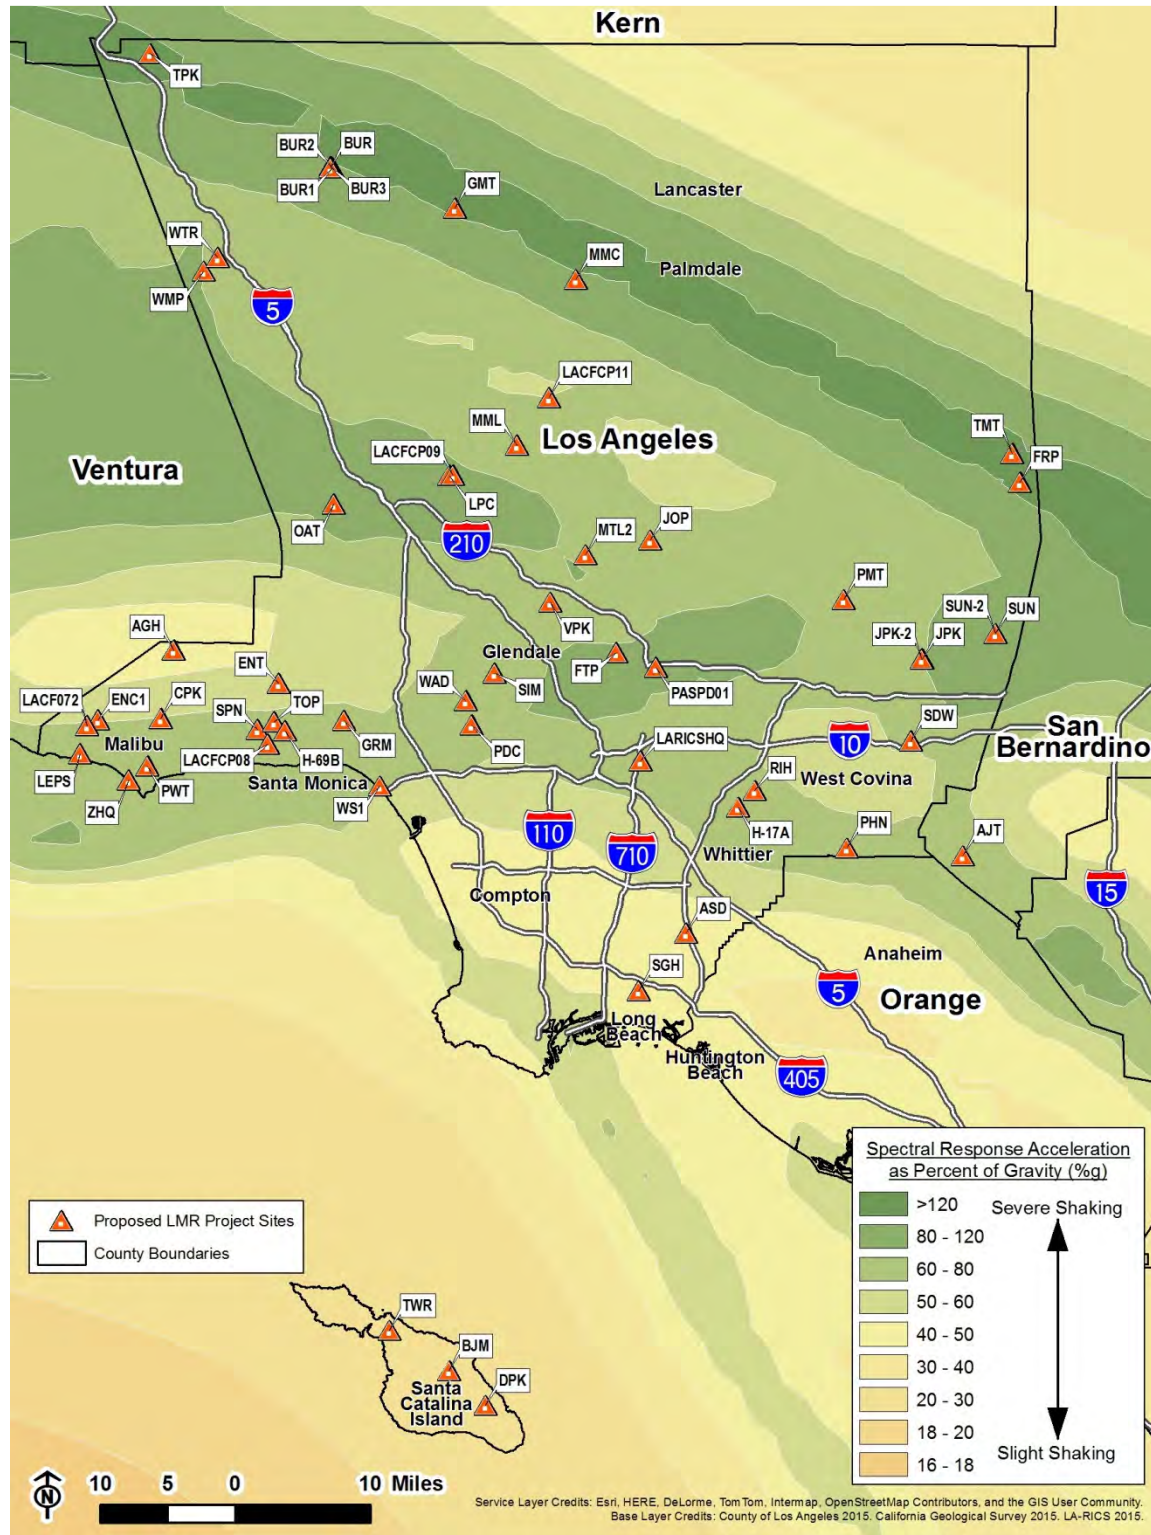 Kern
TPK
BUR2
BUR
BUR1
BUR3
GMT
Lancaster
WTR
MMC
Palmdale
WMP
5
LACFCP11
MML
Los Angeles
TMT
LACFCP09
FRP
Ventura
LPC
OAT
210
MTL2
JOP
PMT
VPK
SUN-2
SUN
AGH
JPK-2
JPK
Glendale
ENT
FTP
WAD
SIM
PASPD01
LACF072
ENC1
CPK
SPN
TOP
SDW
San
Bernardino
GRM
PDC
10
Malibu
LARICSHQ
LACFCP08
H-69B
LEPS
RIH
West Covina
Santa Monica
PWT
ZHQ
WS1
110
710
H-17A
PHN
AJT
Whittier
15
Compton
ASD
Anaheim
SGH
5
Orange
Long
Beach
Huntington
Beach
405
Spectral Response Acceleration
as Percent of Gravity (%g)
>120
Severe Shaking
80 - 120
60 - 80
50 - 60
40 - 50
30 - 40
20 - 30
18 - 20
Slight Shaking
16 - 18
Proposed LMR Project Sites
County Boundaries
TWR
BJM
DPK
Santa
Catalina
Island
N
10 5 0 10 Miles
Service Layer Credits: Esri, HERE, DeLorme, TomTom, Intermap, OpenStreetMap Contributors, and the GIS User Community.
Base Layer Credits: County of Los Angeles 2015. California Geological Survey 2015. LA-RICS 2015.